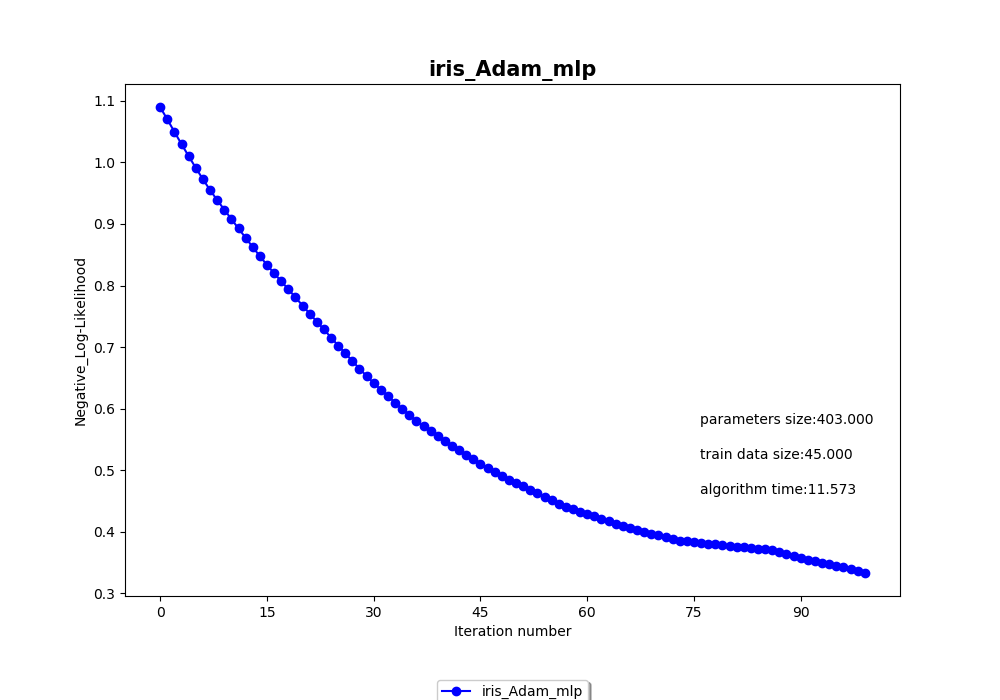 iris_Adam_mlp
1.1
1.0
0.9
0.8
0.7
0.6
0.5
0.4
0.3
Negative_Log-Likelihood
parameters size:403.000
train data size:45.000
algorithm time:11.573
0 15 30 45 60 75 90
Iteration number
iris_Adam_mlp